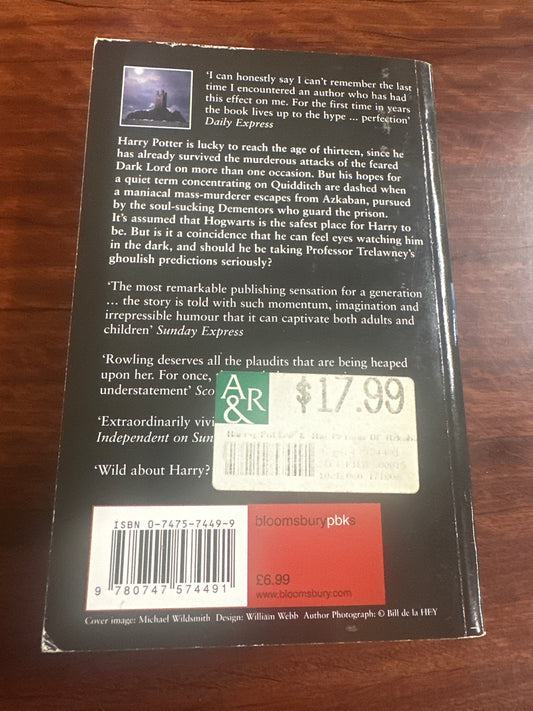 ‘I can honestly say I can’t remember the last
time I encountered an author who has had
this effect on me. For the first time in years
the book lives up to the hype ... perfection’
Daily Express
Harry Potter is lucky to reach the age of thirteen, since he
has already survived the murderous attacks of the feared
Dark Lord on more than one occasion. But his hopes for
a quiet term concentrating on Quidditch are dashed when
a maniacal mass-murderer escapes from Azkaban, pursued
by the soul-sucking Dementors who guard the prison.
It’s assumed that Hogwarts is the safest place for Harry to
be. But is it a coincidence that he can feel eyes watching him
in the dark, and should he be taking Professor Trelawney’s
ghoulish predictions seriously?
‘The most remarkable publishing sensation for a generation
... the story is told with such momentum, imagination and
irrepressible humour that it can captivate both adults and
children’ Sunday Express
‘Rowling deserves all the plaudits that are being heaped
upon her. For once,
understatement’ Sco
‘Extraordinarily vivi
Independent on Sun
‘Wild about Harry?
A&R
$17.99
Harry Potter & the
ISBN 0-7475-7449-9
9 780747 574491
bloomsburypbks
£6.99
www.bloomsbury.com
Cover image: Michael Wildsmith Design: William Webb Author Photograph: © Bill de la HEY